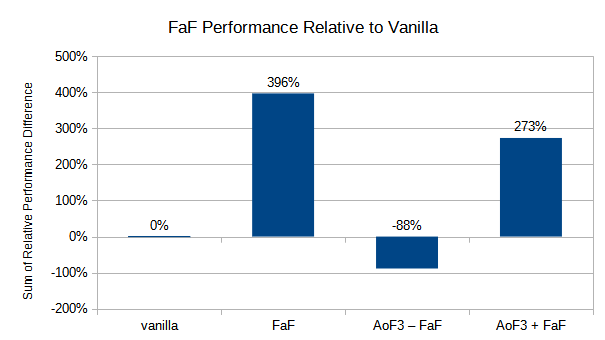 FaF Performance Relative to Vanilla
Sum of Relative Performance Difference
500%
400%
300%
200%
100%
0%
-100%
-200%
0%
396%
-88%
273%
vanilla
FaF
AoF3 – FaF
AoF3 + FaF